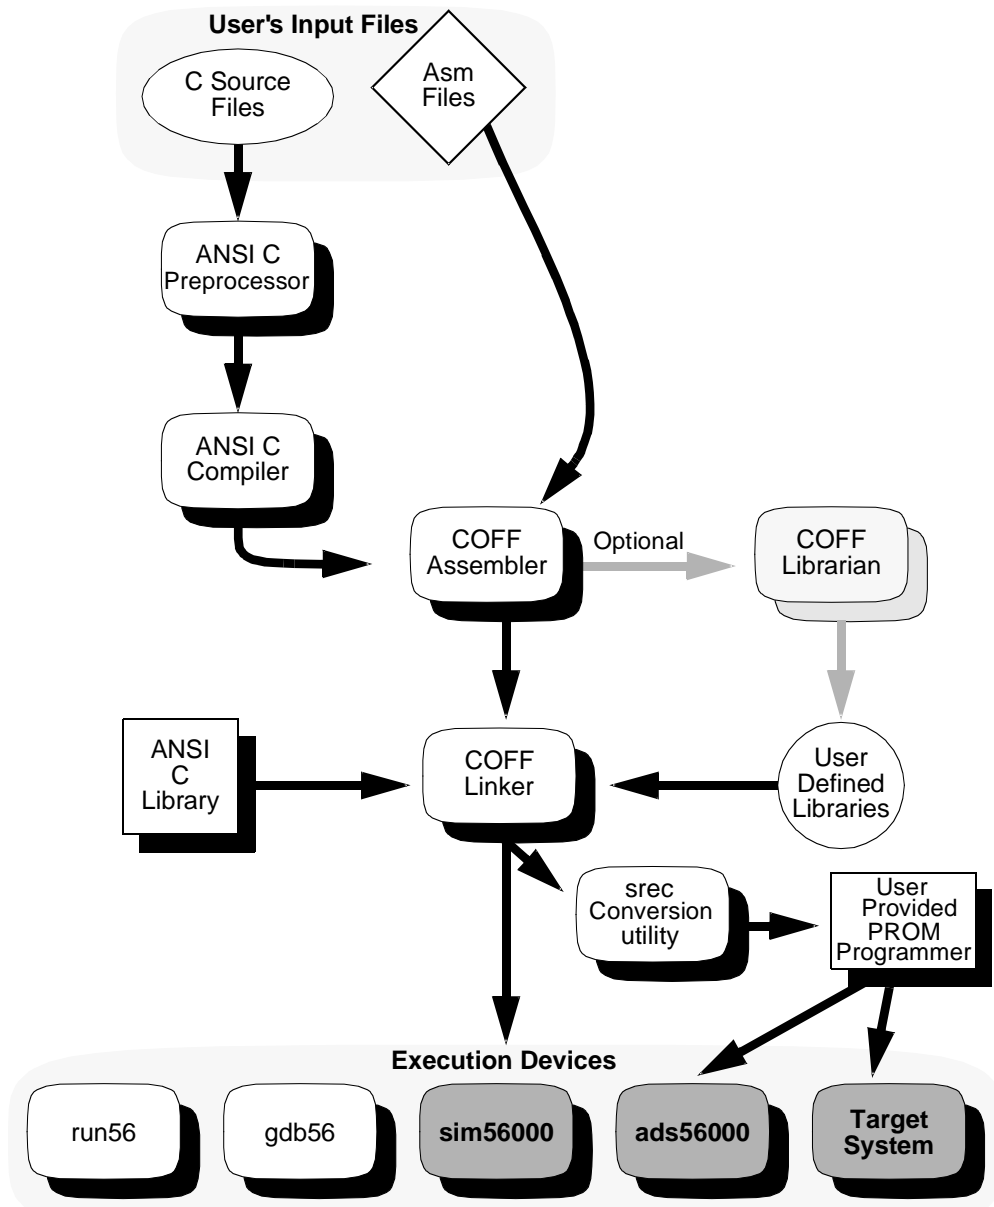 User's Input Files
C Source
Files
Asm
Files
ANSI C
Preprocessor
ANSI C
Compiler
COFF
Assembler
Optional
COFF
Librarian
ANSI
C
Library
COFF
Linker
User
Defined
Libraries
srec
Conversion
utility
User
Provided
PROM
Programmer
Execution Devices
run56
gdb56
sim56000
ads56000
Target
System